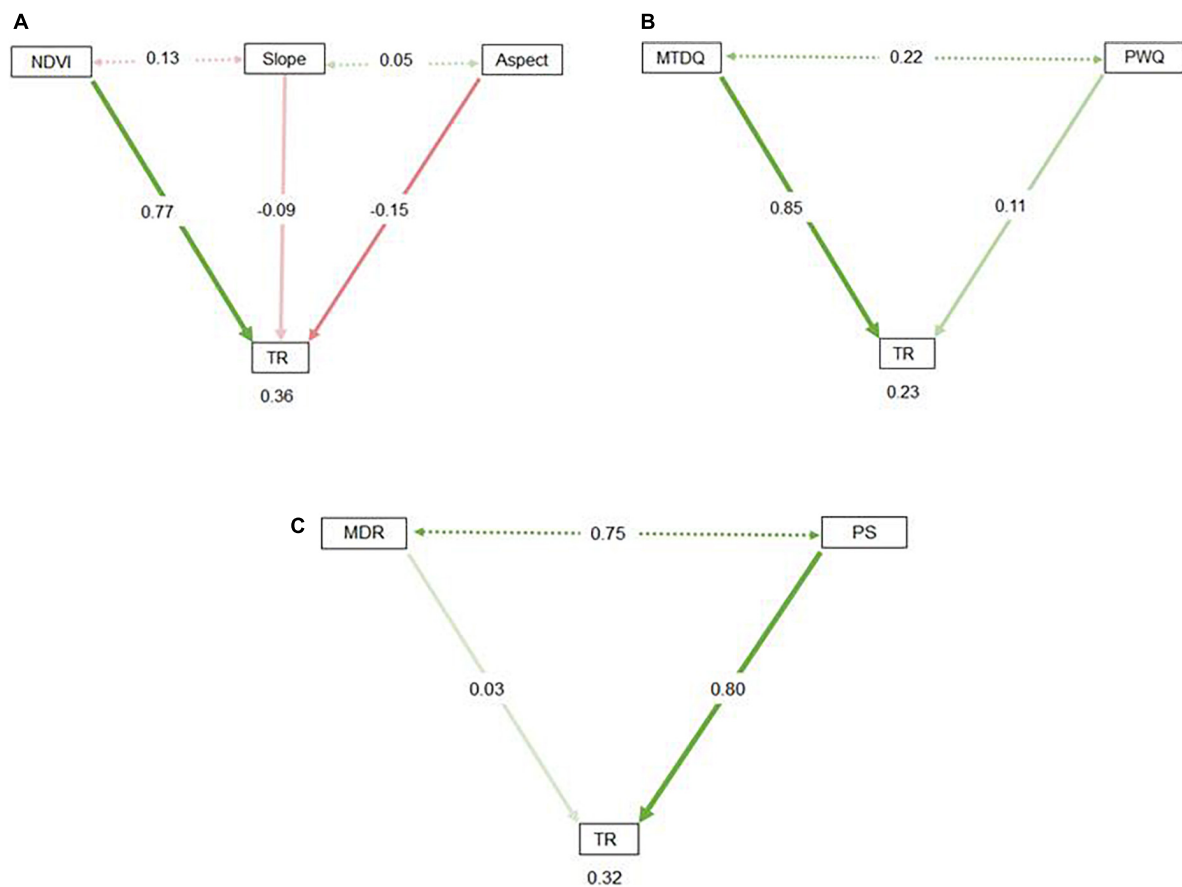 A
B
NDVI 0.13 Slope 0.05 Aspect
MTDQ 0.22 PWQ
0.77 -0.09 -0.15
0.85 0.11
TR
0.36
TR
0.23
C
MDR 0.75 PS
0.03 0.80
TR
0.32